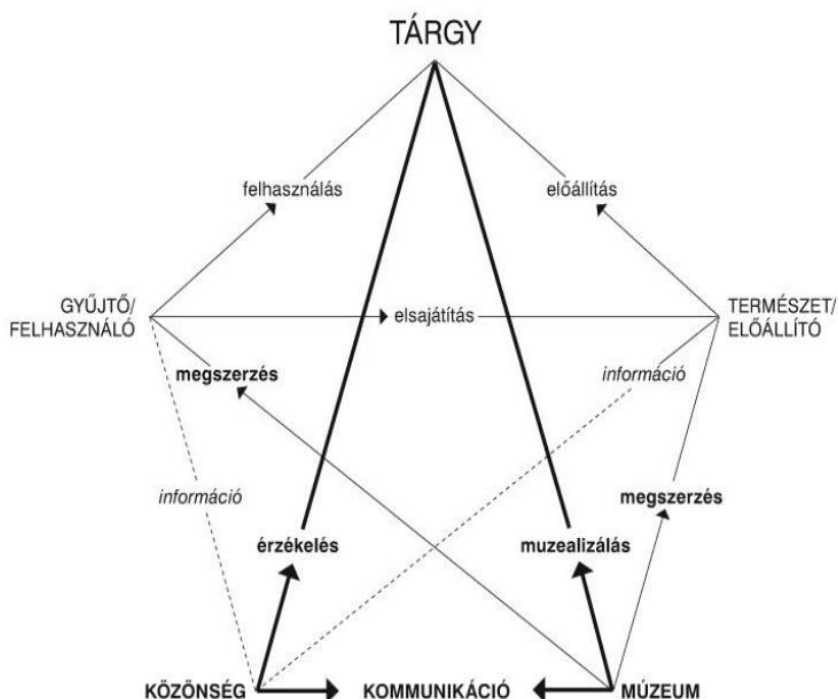 TÁRGY
felhasználás
előállítás
GYŰJTŐ/
FELHASZNÁLÓ
elsajátítás
TERMÉSZET/
ELŐÁLLÍTÓ
megszerzés
információ
információ
megszerzés
érzékelés
muzealizálás
KÖZÖNSÉG
KOMMUNIKÁCIÓ
MÚZEUM